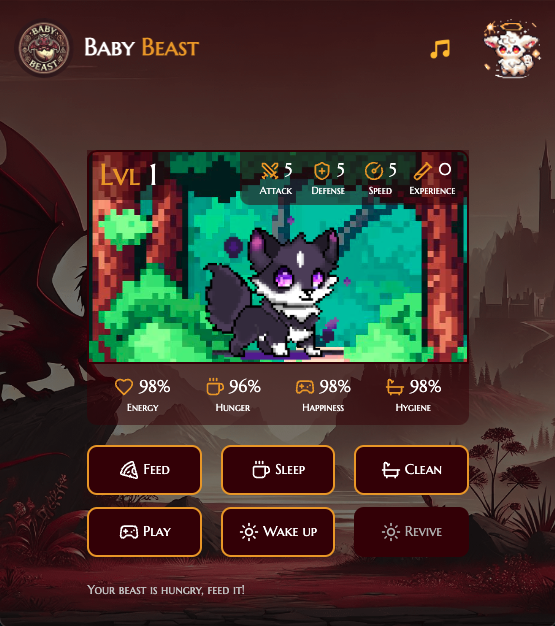 BABY
BEAST
Baby Beast
Lvl 1
5 5 5 0
Attack Defense Speed Experience
98% 96% 98% 98%
Energy Hunger Happiness Hygiene
Feed Sleep Clean
Play Wake up Revive
Your beast is hungry, feed it!